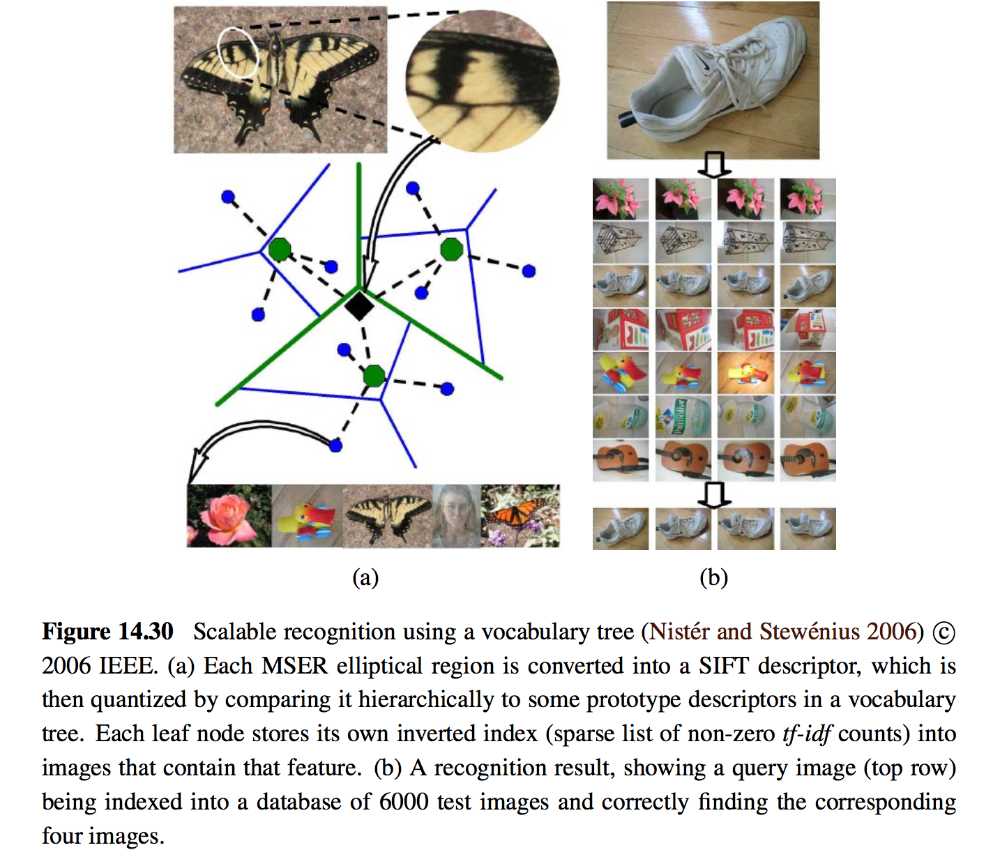 Palmolive
(a)
(b)
Figure 14.30 Scalable recognition using a vocabulary tree (Nistér and Stewénius 2006) ©
2006 IEEE. (a) Each MSER elliptical region is converted into a SIFT descriptor, which is
then quantized by comparing it hierarchically to some prototype descriptors in a vocabulary
tree. Each leaf node stores its own inverted index (sparse list of non-zero tf-idf counts) into
images that contain that feature. (b) A recognition result, showing a query image (top row)
being indexed into a database of 6000 test images and correctly finding the corresponding
four images.